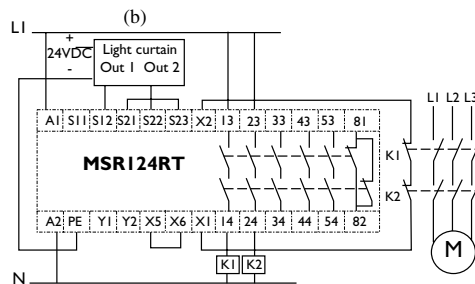 (b)
L1
+
24VDC
-
Light curtain
Out 1 Out 2
A1 S11 S12 S21 S22 S23 X2 13 23 33 43 53 81
L1 L2 L3
MSR124RT
K1
K2
A2 PE Y1 Y2 X5 X6 X1 14 24 34 44 54 82
K1 K2
M
N